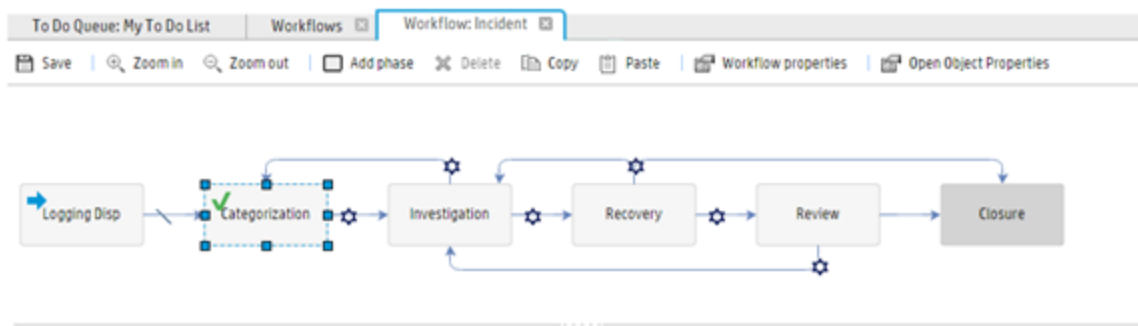 To Do Queue: My To Do List Workflows Workflow: Incident
Save Zoom in Zoom out Add phase Delete Copy Paste Workflow properties Open Object Properties
Logging Disp Categorization Investigation Recovery Review Closure